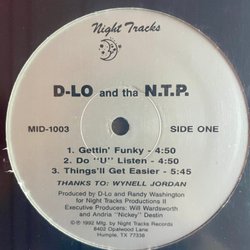 Night Tracks
D-LO and tha N.T.P.
MID-1003 SIDE ONE
1. Gettin' Funky - 4:50
2. Do "U" Listen - 4:50
3. Things'll Get Easier - 5:45
THANKS TO: WYNELL JORDAN
Produced by D-Lo and Randy Washington
for Night Tracks Productions II
Executive Producers: Will Wardsworth
and Andria "Nickey" Destin
©℗ 1992 Mfg. by Night Tracks Records
6402 Opalwood Lane
Humple, TX 77338